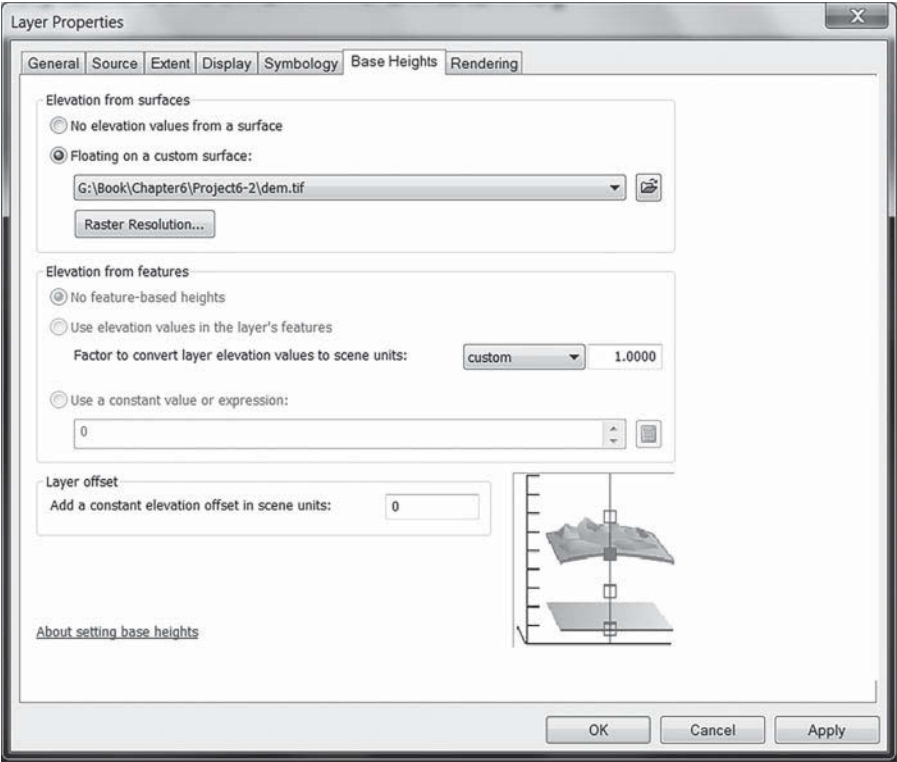 Layer Properties
General Source Extent Display Symbology Base Heights Rendering
Elevation from surfaces
No elevation values from a surface
Floating on a custom surface:
G:\Book\Chapter6\Project6-2\dem.tif
Raster Resolution...
Elevation from features
No feature-based heights
Use elevation values in the layer's features
Factor to convert layer elevation values to scene units: custom 1.0000
Use a constant value or expression:
0
Layer offset
Add a constant elevation offset in scene units: 0
About setting base heights
OK Cancel Apply